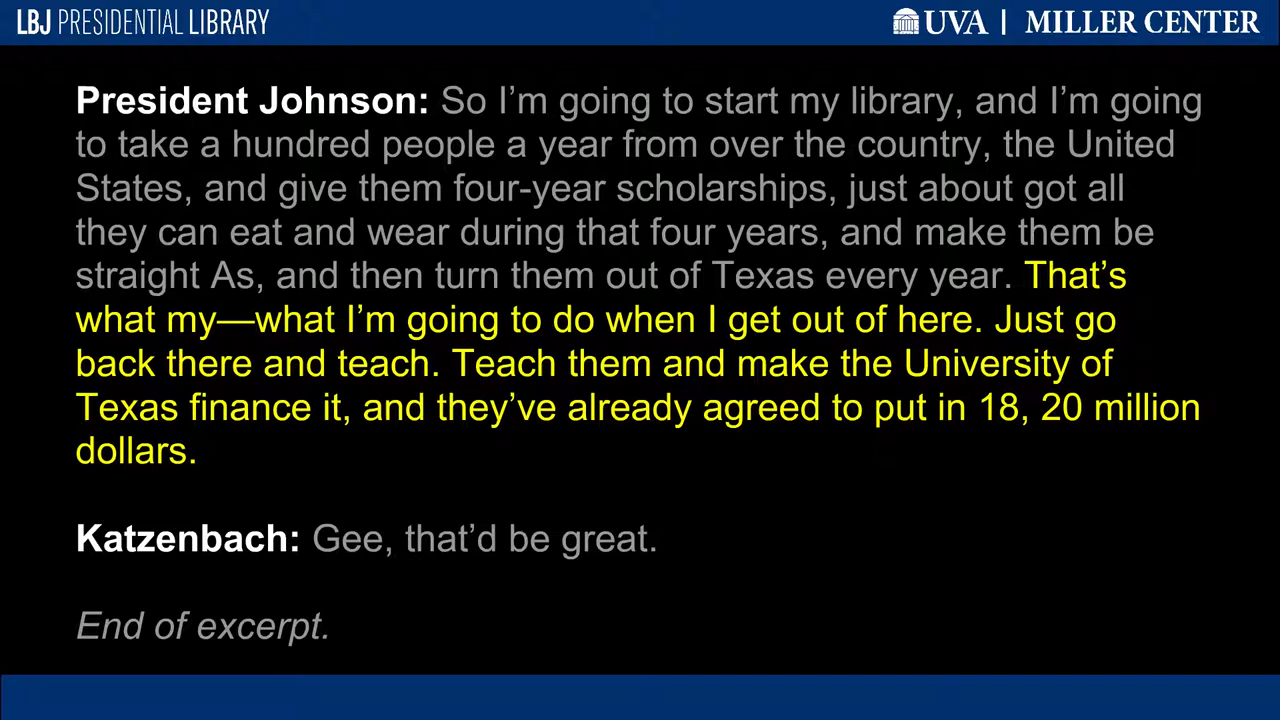 LBJ PRESIDENTIAL LIBRARY
UVA | MILLER CENTER
President Johnson: So I’m going to start my library, and I’m going
to take a hundred people a year from over the country, the United
States, and give them four-year scholarships, just about got all
they can eat and wear during that four years, and make them be
straight As, and then turn them out of Texas every year. That’s
what my—what I’m going to do when I get out of here. Just go
back there and teach. Teach them and make the University of
Texas finance it, and they’ve already agreed to put in 18, 20 million
dollars.
Katzenbach: Gee, that’d be great.
End of excerpt.